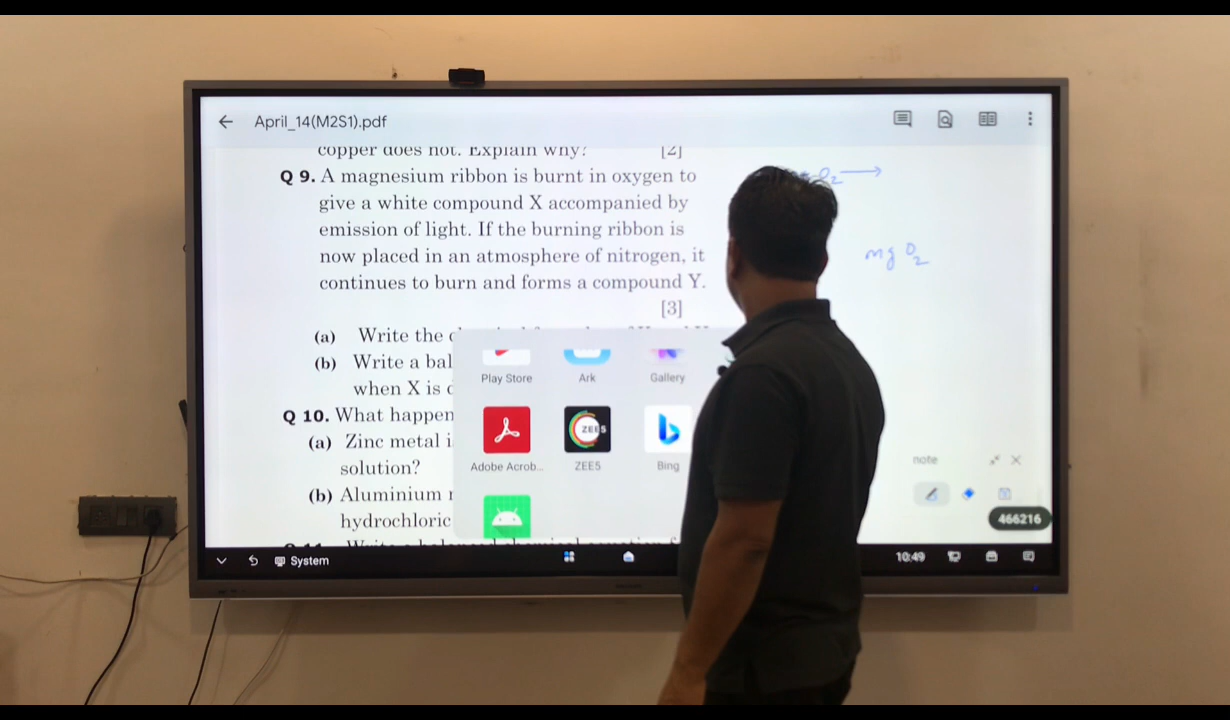 April_14(M2S1).pdf
copper does not. Explain why? [2]
Q 9. A magnesium ribbon is burnt in oxygen to
give a white compound X accompanied by
emission of light. If the burning ribbon is
now placed in an atmosphere of nitrogen, it
continues to burn and forms a compound Y.
[3]
(a) Write the
(b) Write a bal
when X is
Q 10. What happen
(a) Zinc metal i
solution?
(b) Aluminium
hydrochloric
O2 →
mg O2
Play Store Ark Gallery
Adobe Acrob... ZEE5 Bing
ZEE5
note
466216
System 10:49